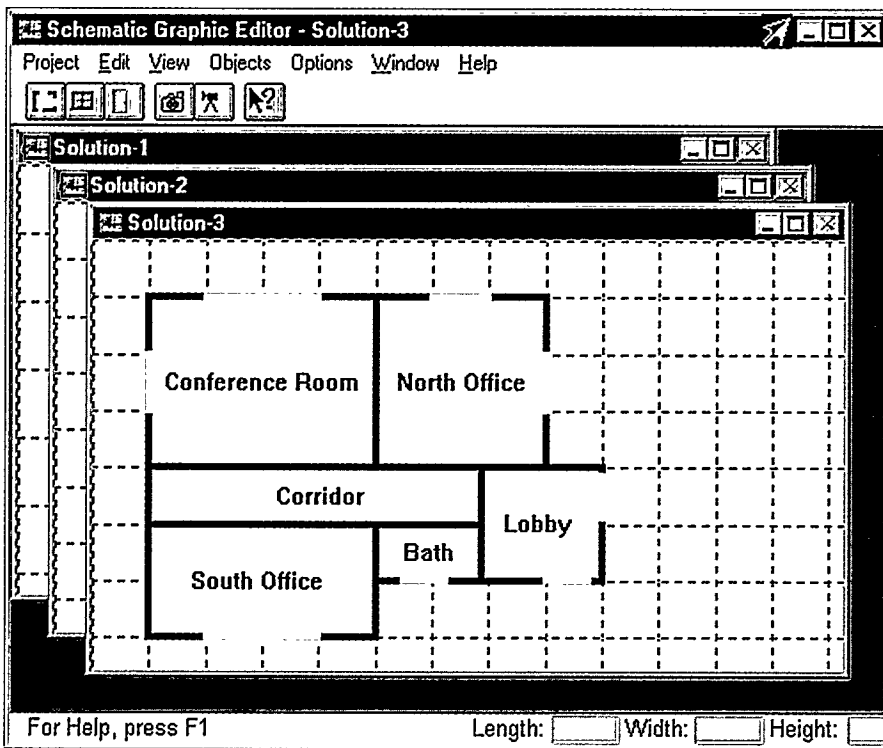 Schematic Graphic Editor - Solution-3
Project Edit View Objects Options Window Help
Solution-1
Solution-2
Solution-3
Conference Room North Office
Corridor
Lobby
Bath
South Office
For Help, press F1 Length: Width: Height: